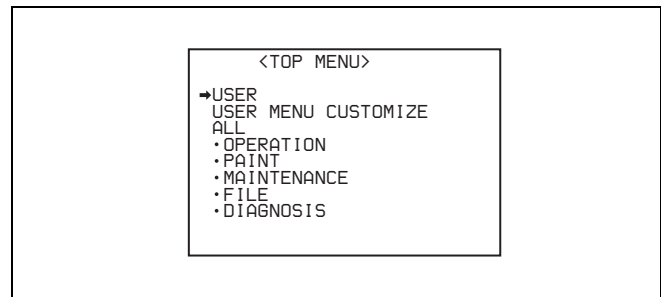 <TOP MENU>
➡USER
USER MENU CUSTOMIZE
ALL
•OPERATION
•PAINT
•MAINTENANCE
•FILE
•DIAGNOSIS